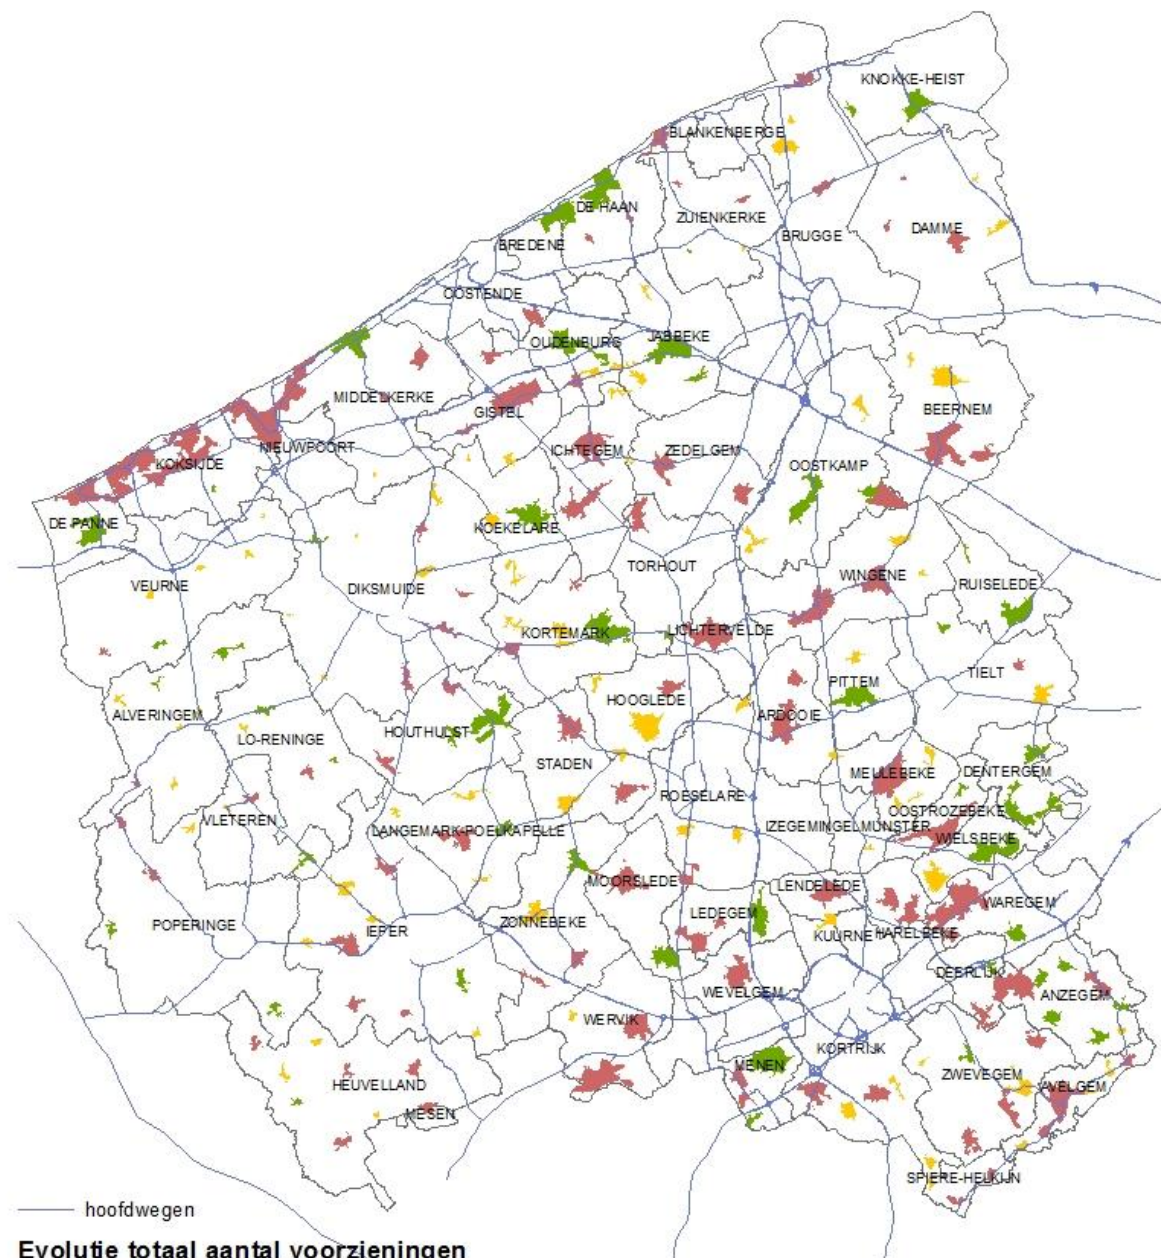 KNOKKE-HEIST
BLANKENBERGE
DE HAAN
ZUIENKERKE
DAMME
BREDENE
BRUGGE
OOSTENDE
OUDENBURG
JABBEKE
MIDDELKERKE
GISTEL
BEERNEM
NIEUWPOORT
ICHTEGEM
ZEDELGEM
KOKSIJDE
OOSTKAMP
DE PANNE
KOEKELARE
TORHOUT
WINGENE
VEURNE
DIKSMUIDE
RUISELEDE
KORTEMARK
LICHTERVELDE
TIELT
PITTEM
HOOGLEDE
ALVERINGEM
ARDOOIE
HOUTHULST
LO-RENINGE
STADEN
MEULEBEKE
DENTERGEM
ROESELARE
OOSTROZEBEKE
VLETEREN
LANGEMARK-POELKAPELLE
IZEGEM
INGELMUNSTER
WIELSBEKE
MOORSLEDE
LENDELEDE
WAREGEM
LEDEGEM
POPERINGE
IEPER
ZONNEBEKE
KUURNE
HARELBEKE
DEERLIJK
WEVELGEM
ANZEGEM
WERVIK
KORTRIJK
MENEN
ZWEVEGEM
HEUVELLAND
AVELGEM
MESEN
SPIERE-HELKIJN
hoofdwegen
Evolutie totaal aantal voorzieningen